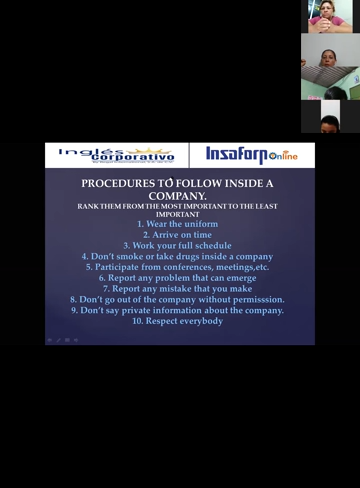 Inglés
Corporativo
Insaforp Online
PROCEDURES TO FOLLOW INSIDE A
COMPANY.
RANK THEM FROM THE MOST IMPORTANT TO THE LEAST
IMPORTANT
1. Wear the uniform
2. Arrive on time
3. Work your full schedule
4. Don't smoke or take drugs inside a company
5. Participate from conferences, meetings,etc.
6. Report any problem that can emerge
7. Report any mistake that you make
8. Don't go out of the company without permisssion.
9. Don't say private information about the company.
10. Respect everybody